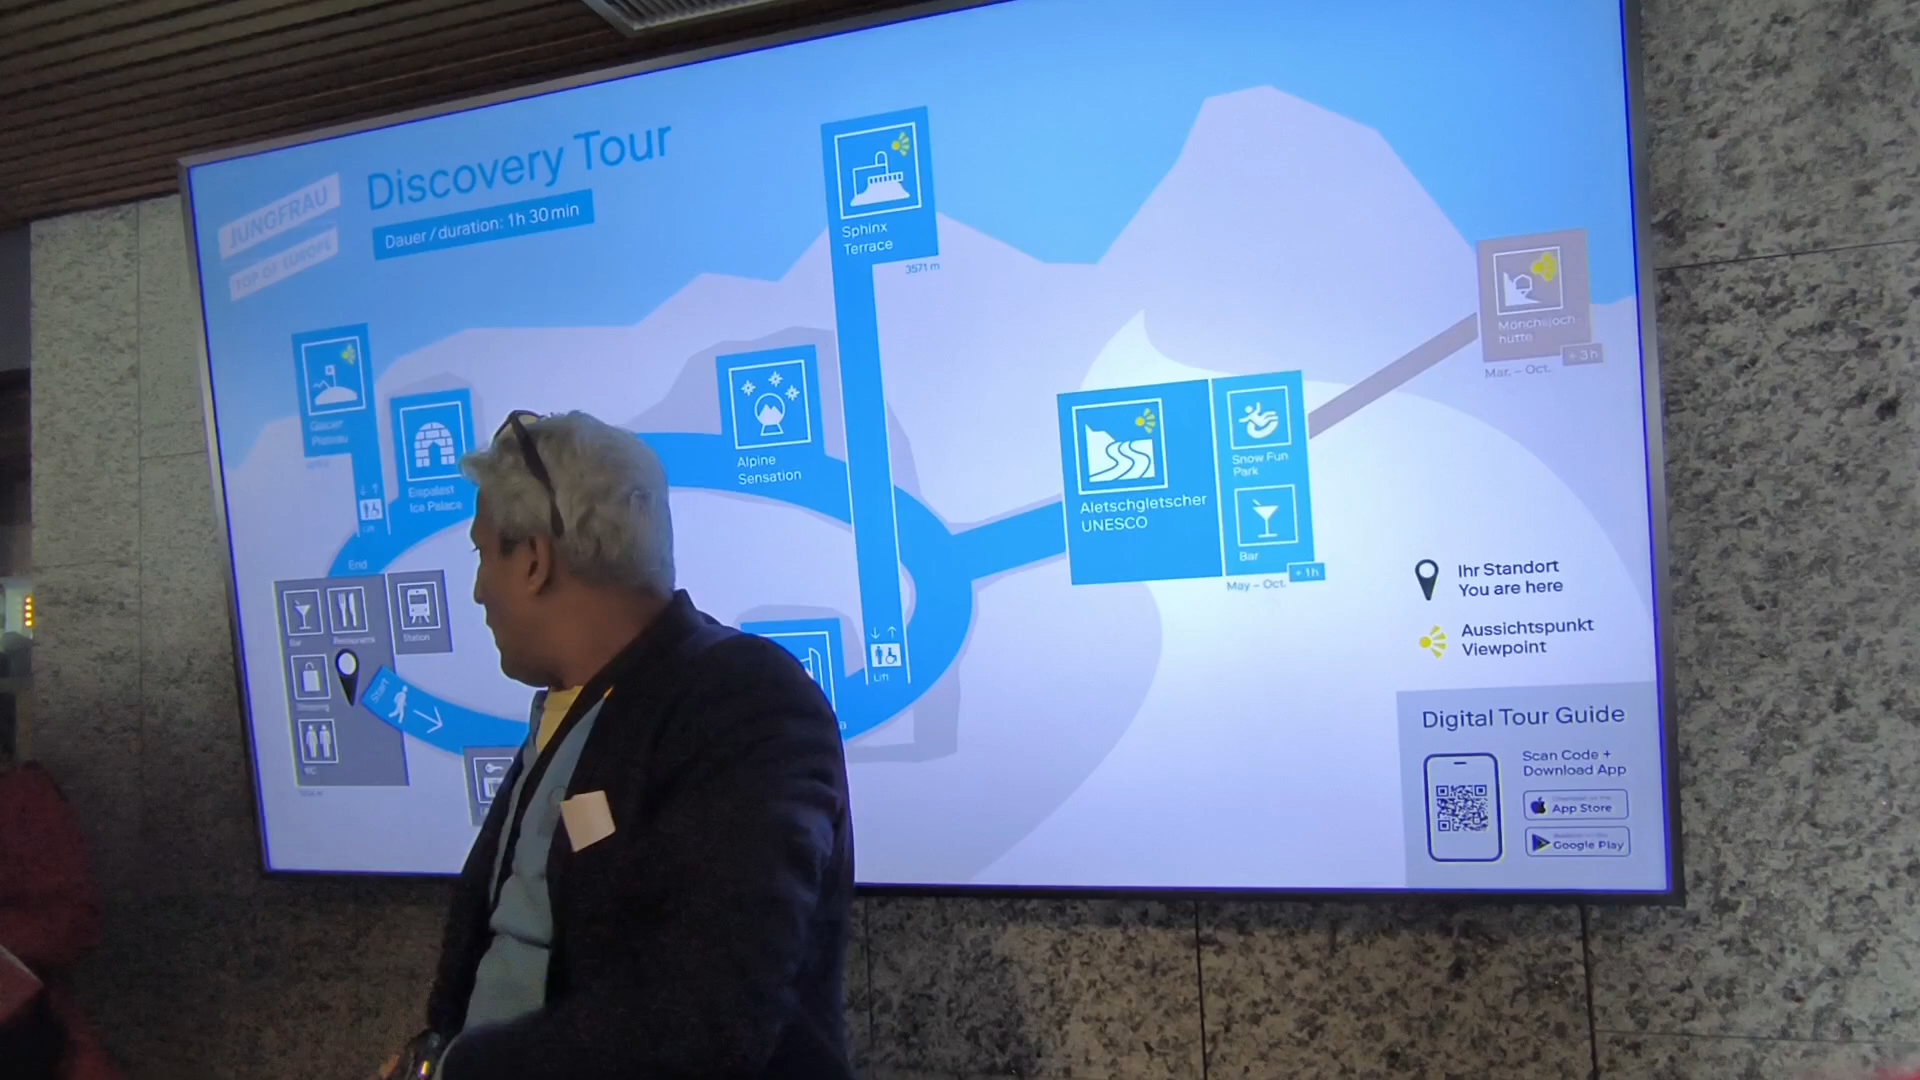 JUNGFRAU
TOP OF EUROPE
Discovery Tour
Dauer / duration: 1h 30 min
Sphinx
Terrace
3571 m
Glacier
Plateau
Eispalast
Ice Palace
Lift
End
Alpine
Sensation
Aletschgletscher
UNESCO
Snow Fun
Park
Bar
+ 1h
May – Oct.
Mönchsjoch
hütte
+ 3h
Mar. – Oct.
Bar
Restaurants
Station
Shopping
WC
Start
Lift
Ihr Standort
You are here
Aussichtspunkt
Viewpoint
Digital Tour Guide
Scan Code +
Download App
App Store
Google Play